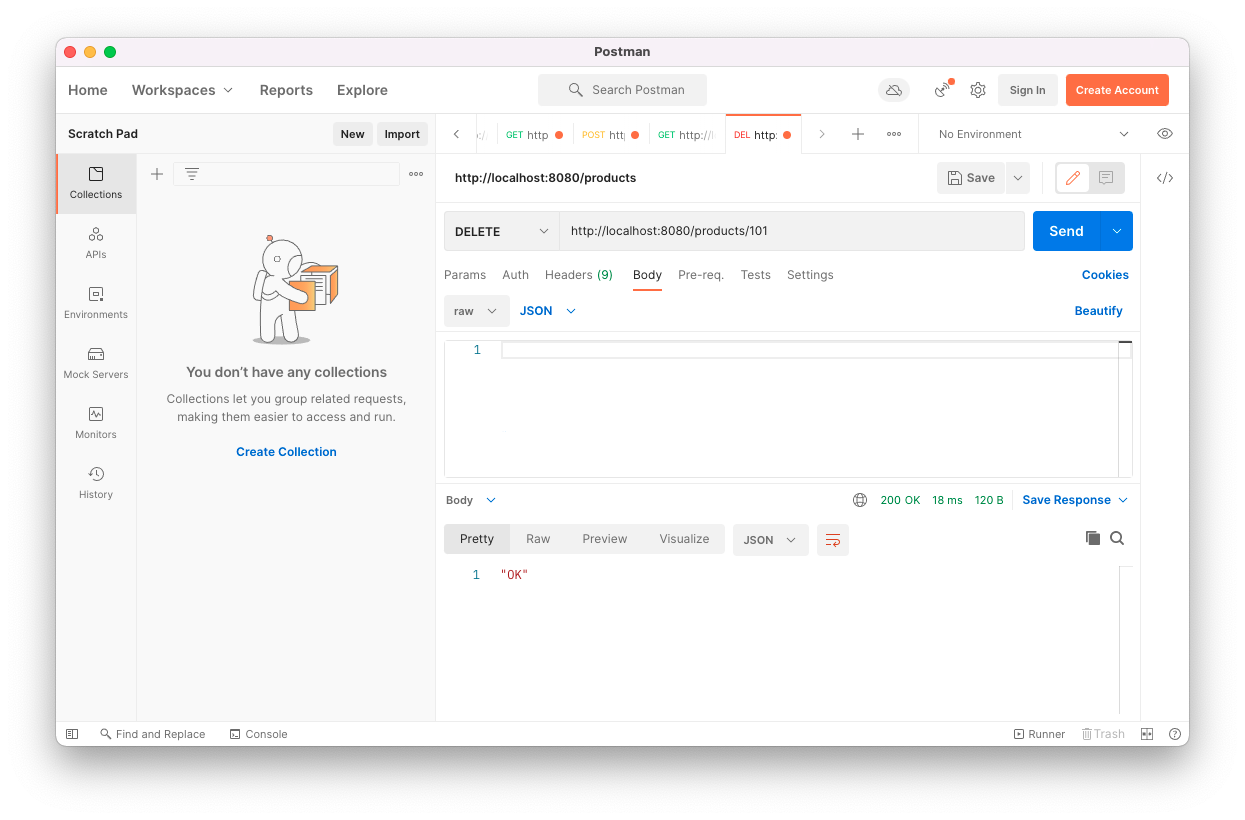 Postman
Home Workspaces Reports Explore Search Postman Sign In Create Account
Scratch Pad New Import GET http POST htt GET http:// DEL http: No Environment
Collections
APIs
Environments
Mock Servers
Monitors
History
You don't have any collections
Collections let you group related requests,
making them easier to access and run.
Create Collection
http://localhost:8080/products Save
DELETE http://localhost:8080/products/101 Send
Params Auth Headers (9) Body Pre-req. Tests Settings Cookies
raw JSON Beautify
1
Body 200 OK 18 ms 120 B Save Response
Pretty Raw Preview Visualize JSON
1 "OK"
Find and Replace Console Runner Trash